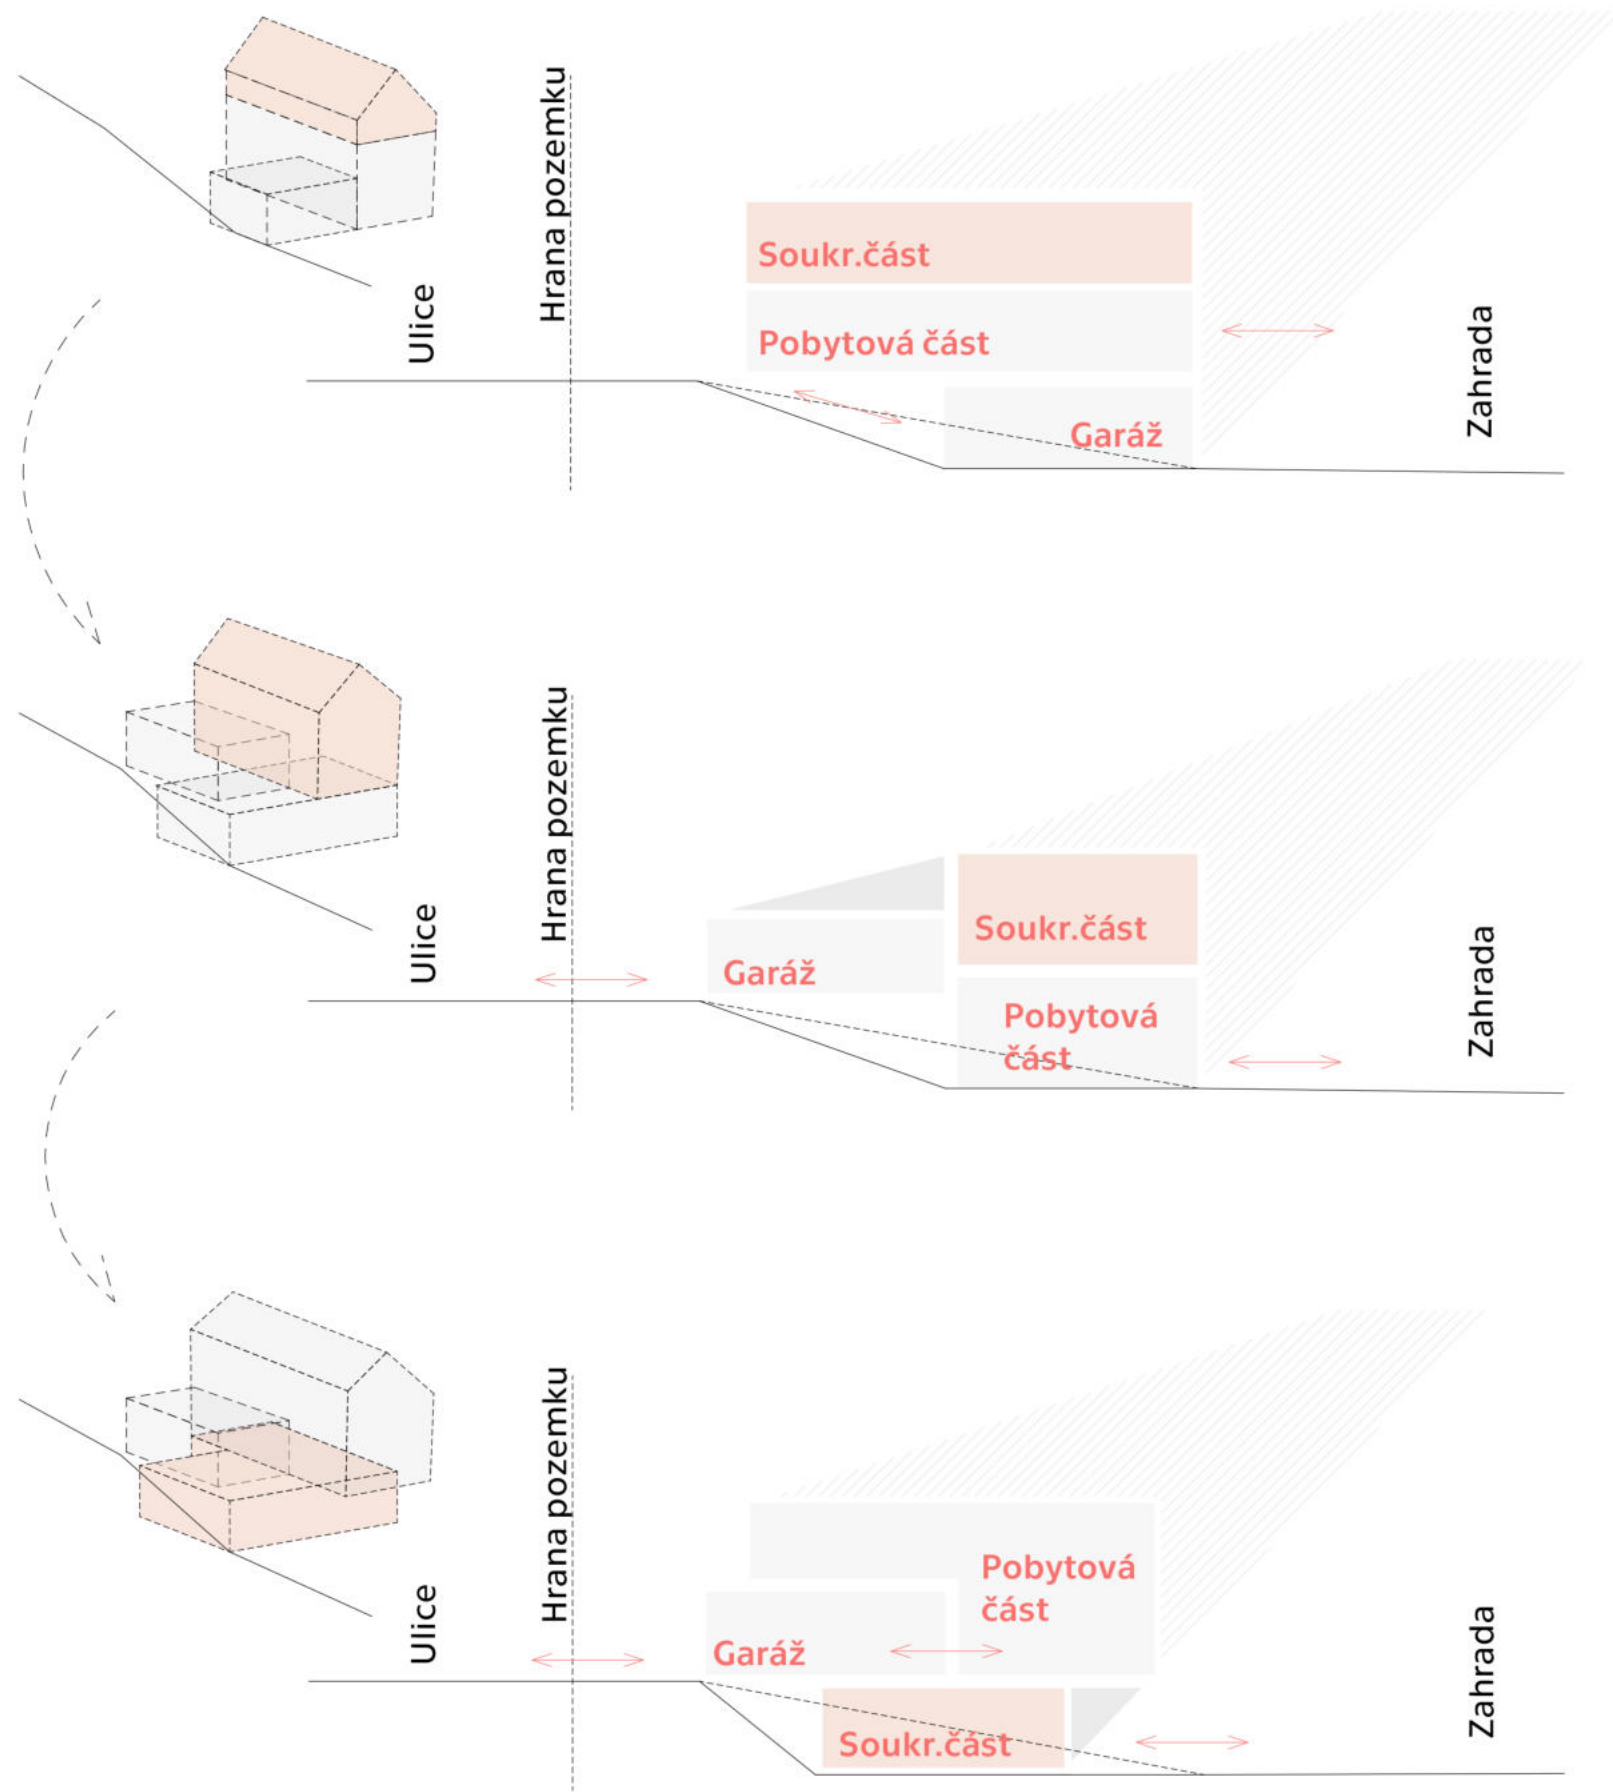 Ulice
Hrana pozemku
Soukr.část
Pobytová část
Garáž
Zahrada
Ulice
Hrana pozemku
Garáž
Soukr.část
Pobytová
část
Zahrada
Ulice
Hrana pozemku
Pobytová
část
Garáž
Soukr.část
Zahrada